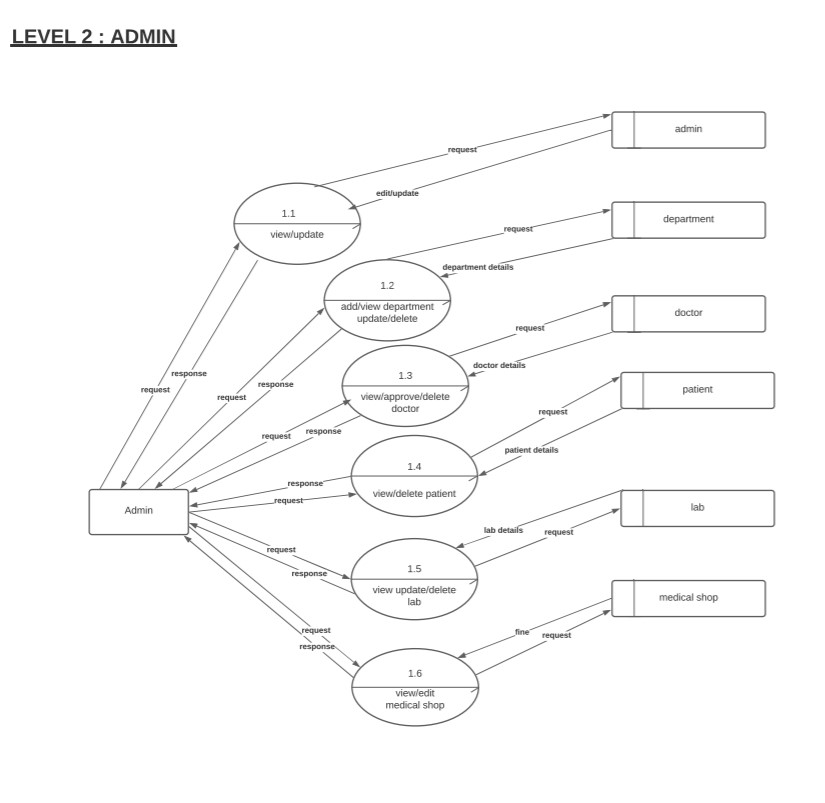 LEVEL 2 : ADMIN
admin
request
edit/update
1.1
view/update
department
request
department details
1.2
add/view department
update/delete
doctor
request
doctor details
1.3
view/approve/delete
doctor
patient
request
patient details
1.4
view/delete patient
response
request
request
response
request
response
request
response
Admin
lab
lab details
request
1.5
view update/delete
lab
request
response
medical shop
fine
request
1.6
view/edit
medical shop
request
response